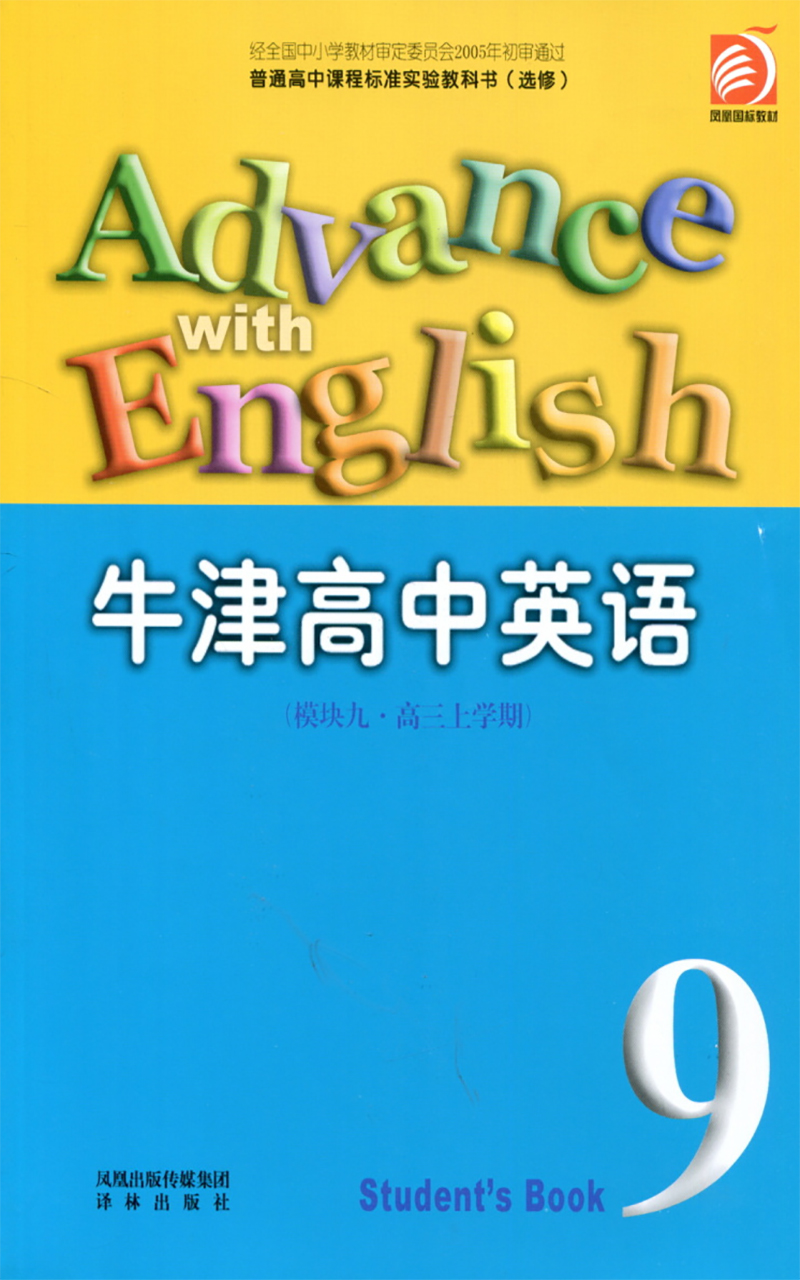 经全国中小学教材审定委员会2005年初审通过
普通高中课程标准实验教科书（选修）
凤凰国标教材
Advance
with
English
牛津高中英语
（模块九·高三上学期）
9
凤凰出版传媒集团
译林出版社
Student's Book